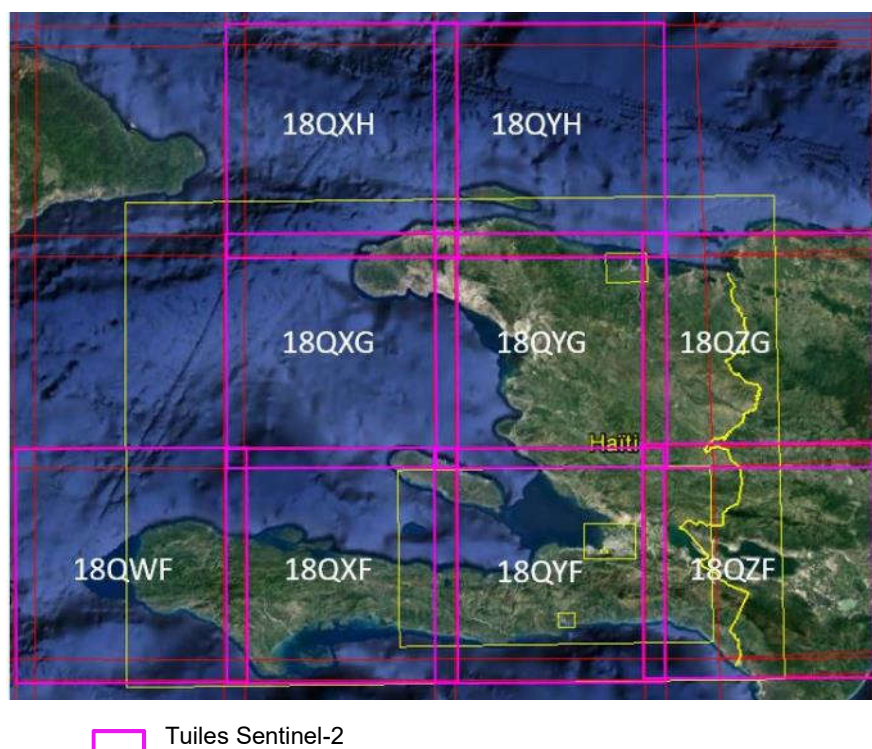 18QXH 18QYH
18QXG 18QYG 18QZG
Haïti
18QWF 18QXF 18QYF 18QZF
Tuiles Sentinel-2